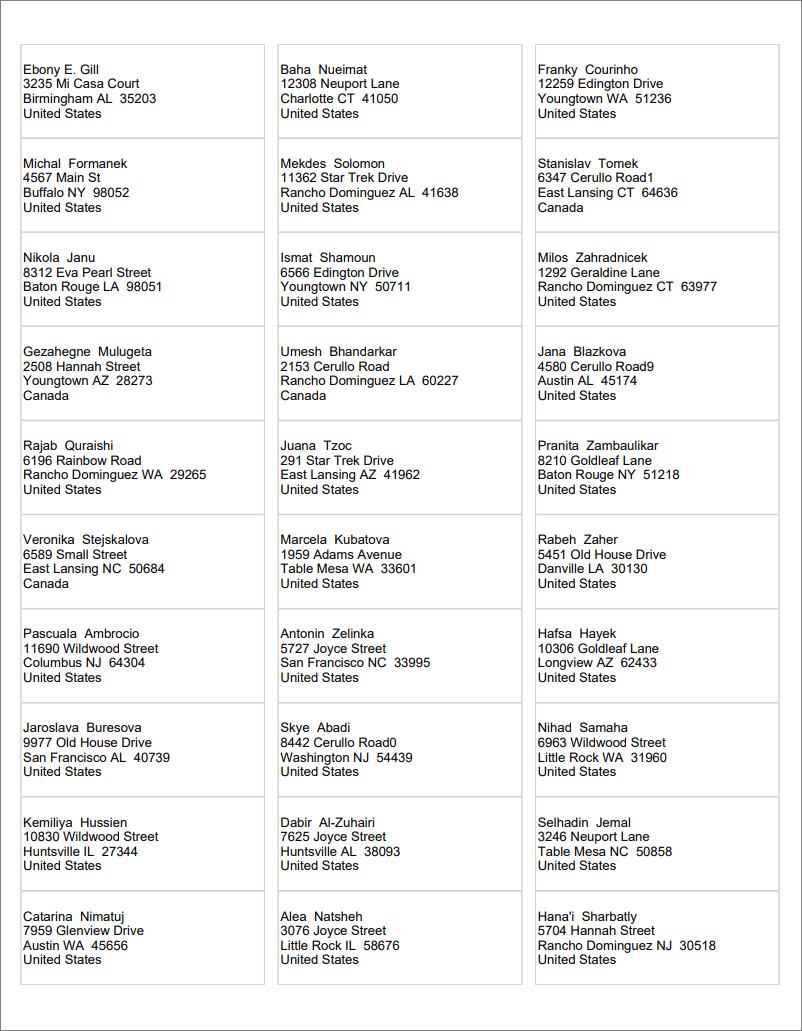 Ebony E. Gill
3235 Mi Casa Court
Birmingham AL  35203
United States
Baha  Nueimat
12308 Neuport Lane
Charlotte CT  41050
United States
Franky  Courinho
12259 Edington Drive
Youngtown WA  51236
United States
Michal  Formanek
4567 Main St
Buffalo NY  98052
United States
Mekdes  Solomon
11362 Star Trek Drive
Rancho Dominguez AL  41638
United States
Stanislav  Tomek
6347 Cerullo Road1
East Lansing CT  64636
Canada
Nikola  Janu
8312 Eva Pearl Street
Baton Rouge LA  98051
United States
Ismat  Shamoun
6566 Edington Drive
Youngtown NY  50711
United States
Milos  Zahradnicek
1292 Geraldine Lane
Rancho Dominguez CT  63977
United States
Gezahegne  Mulugeta
2508 Hannah Street
Youngtown AZ  28273
Canada
Umesh  Bhandarkar
2153 Cerullo Road
Rancho Dominguez LA  60227
Canada
Jana  Blazkova
4580 Cerullo Road9
Austin AL  45174
United States
Rajab  Quraishi
6196 Rainbow Road
Rancho Dominguez WA  29265
United States
Juana  Tzoc
291 Star Trek Drive
East Lansing AZ  41962
United States
Pranita  Zambaulikar
8210 Goldleaf Lane
Baton Rouge NY  51218
United States
Veronika  Stejskalova
6589 Small Street
East Lansing NC  50684
Canada
Marcela  Kubatova
1959 Adams Avenue
Table Mesa WA  33601
United States
Rabeh  Zaher
5451 Old House Drive
Danville LA  30130
United States
Pascuala  Ambrocio
11690 Wildwood Street
Columbus NJ  64304
United States
Antonin  Zelinka
5727 Joyce Street
San Francisco NC  33995
United States
Hafsa  Hayek
10306 Goldleaf Lane
Longview AZ  62433
United States
Jaroslava  Buresova
9977 Old House Drive
San Francisco AL  40739
United States
Skye  Abadi
8442 Cerullo Road0
Washington NJ  54439
United States
Nihad  Samaha
6963 Wildwood Street
Little Rock WA  31960
United States
Kemiliya  Hussien
10830 Wildwood Street
Huntsville IL  27344
United States
Dabir  Al-Zuhairi
7625 Joyce Street
Huntsville AL  38093
United States
Selhadin  Jemal
3246 Neuport Lane
Table Mesa NC  50858
United States
Catarina  Nimatuj
7959 Glenview Drive
Austin WA  45656
United States
Alea  Natsheh
3076 Joyce Street
Little Rock IL  58676
United States
Hana'i  Sharbatly
5704 Hannah Street
Rancho Dominguez NJ  30518
United States